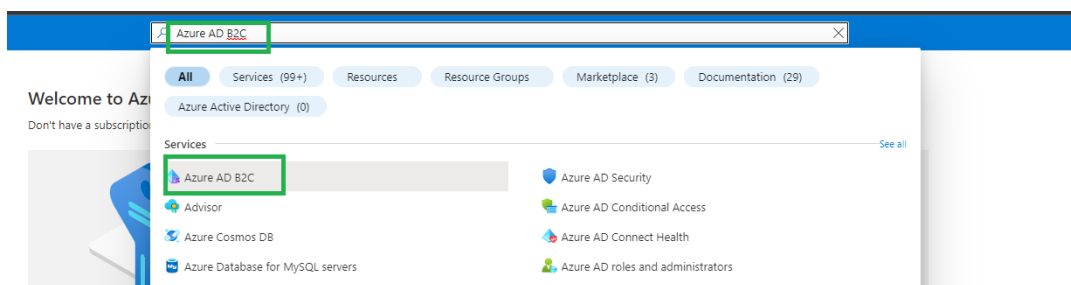 Azure AD B2C
All Services (99+) Resources Resource Groups Marketplace (3) Documentation (29)
Azure Active Directory (0)
Welcome to Az
Don't have a subscriptio
Services See all
Azure AD B2C Azure AD Security
Advisor Azure AD Conditional Access
Azure Cosmos DB Azure AD Connect Health
Azure Database for MySQL servers Azure AD roles and administrators